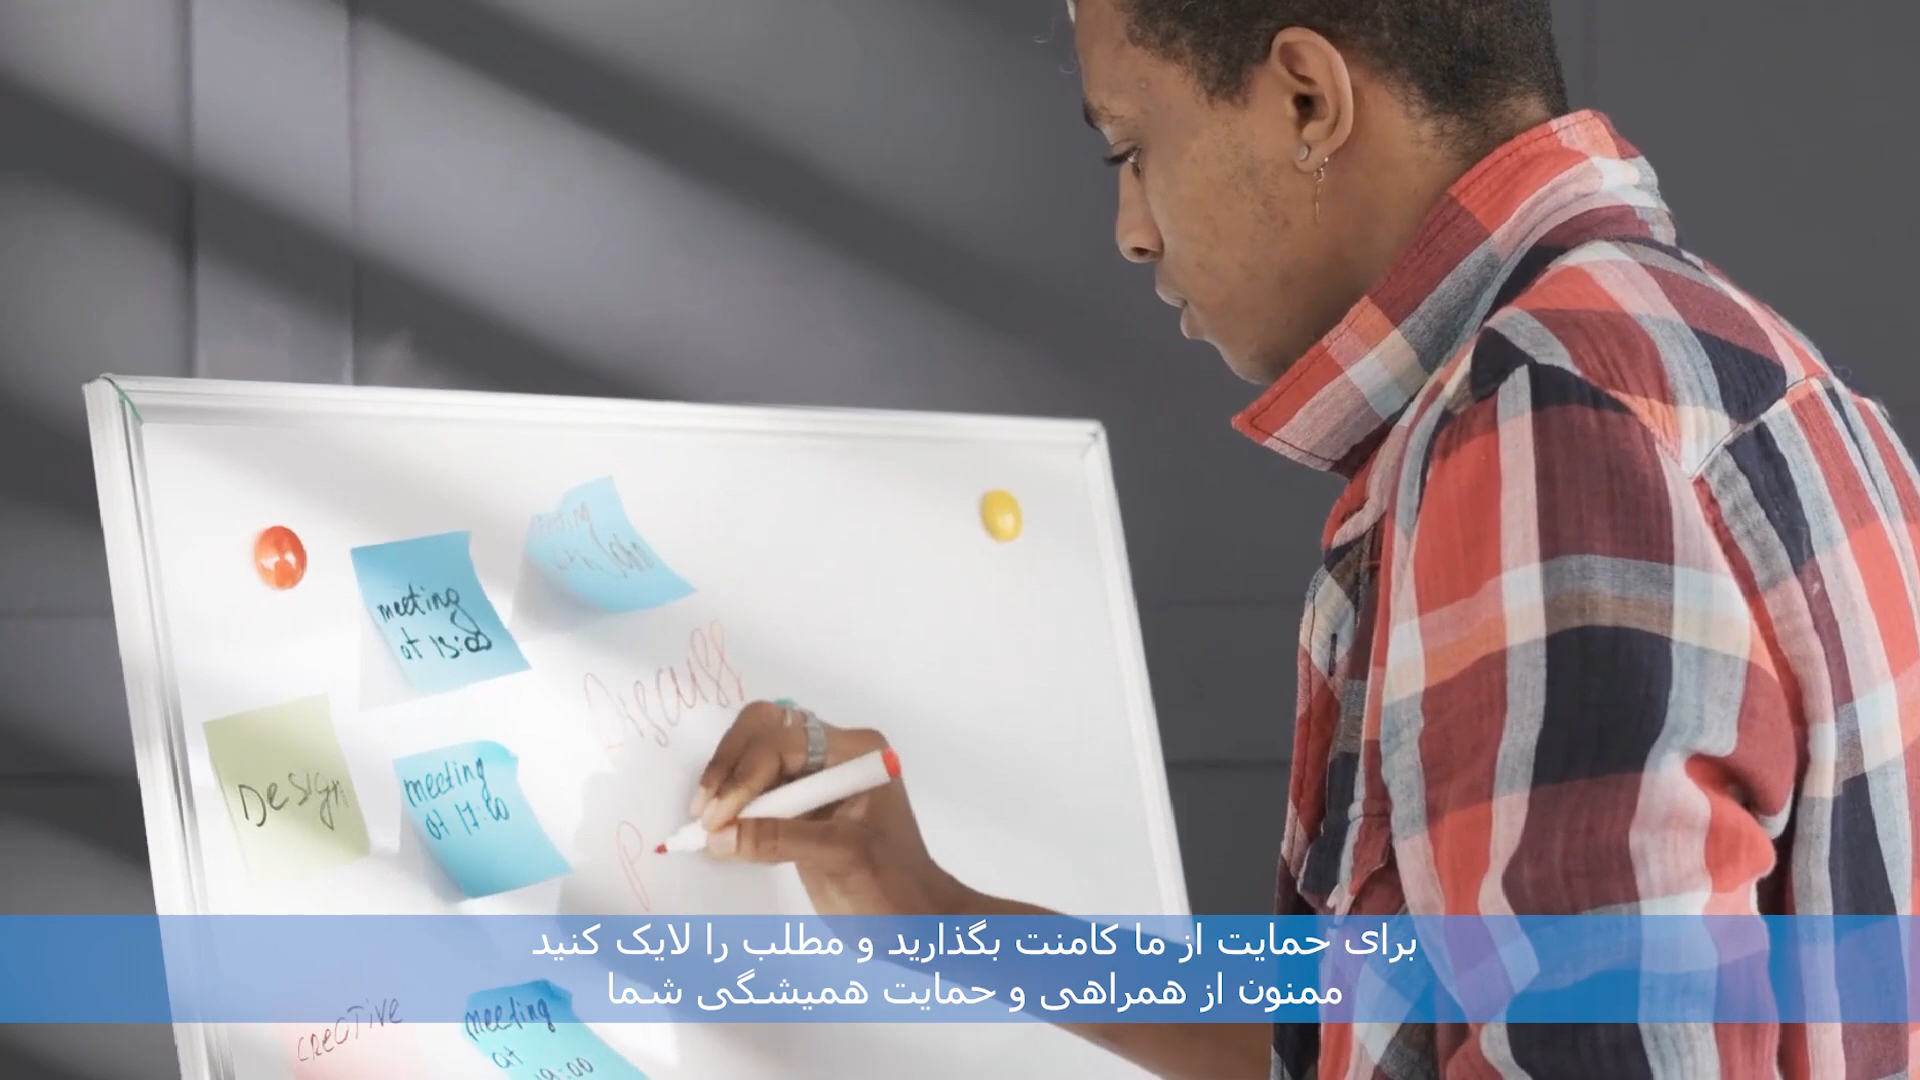 meeting
at 15:00
Discuss
P
Design
meeting
at 17:00
برای حمایت از ما کامنت بگذارید و مطلب را لایک کنید
ممنون از همراهی و حمایت همیشگی شما
creative
meeting
at